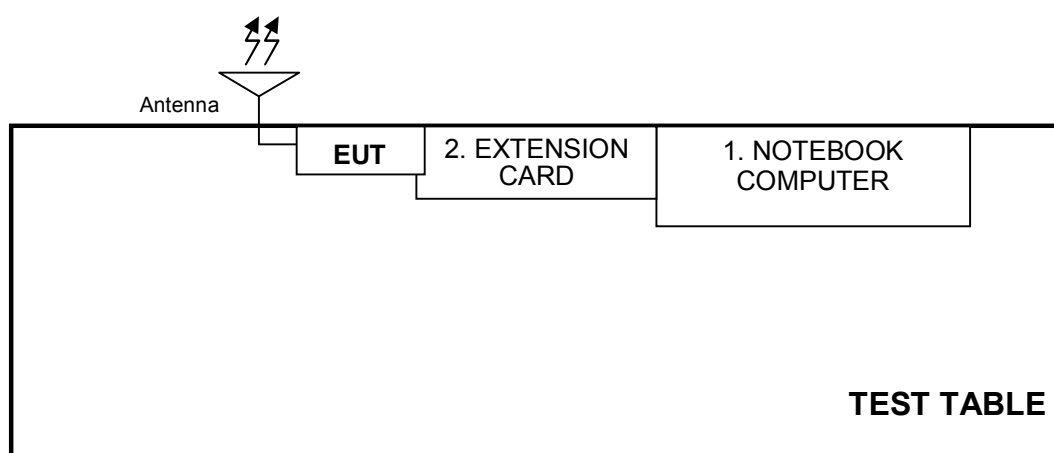 Antenna
EUT
2. EXTENSION
CARD
1. NOTEBOOK
COMPUTER
TEST TABLE